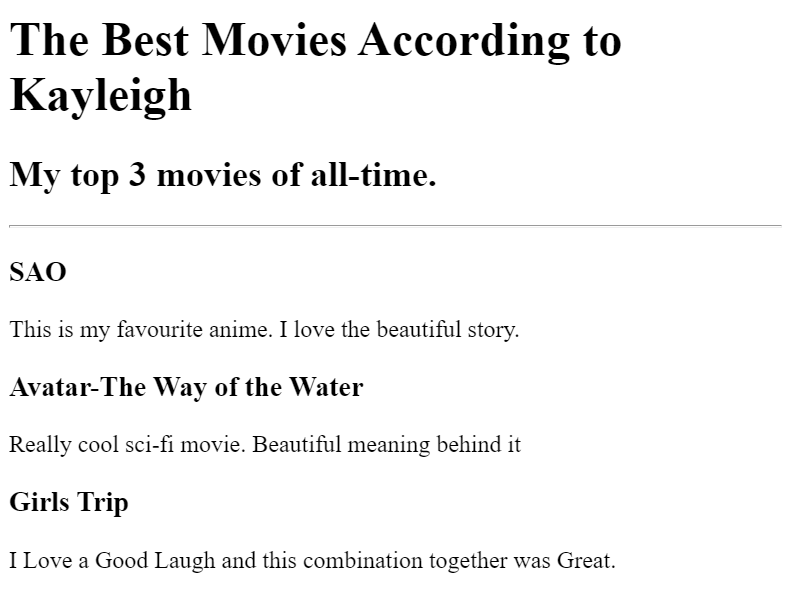 The Best Movies According to
Kayleigh
My top 3 movies of all-time.
SAO
This is my favourite anime. I love the beautiful story.
Avatar-The Way of the Water
Really cool sci-fi movie. Beautiful meaning behind it
Girls Trip
I Love a Good Laugh and this combination together was Great.